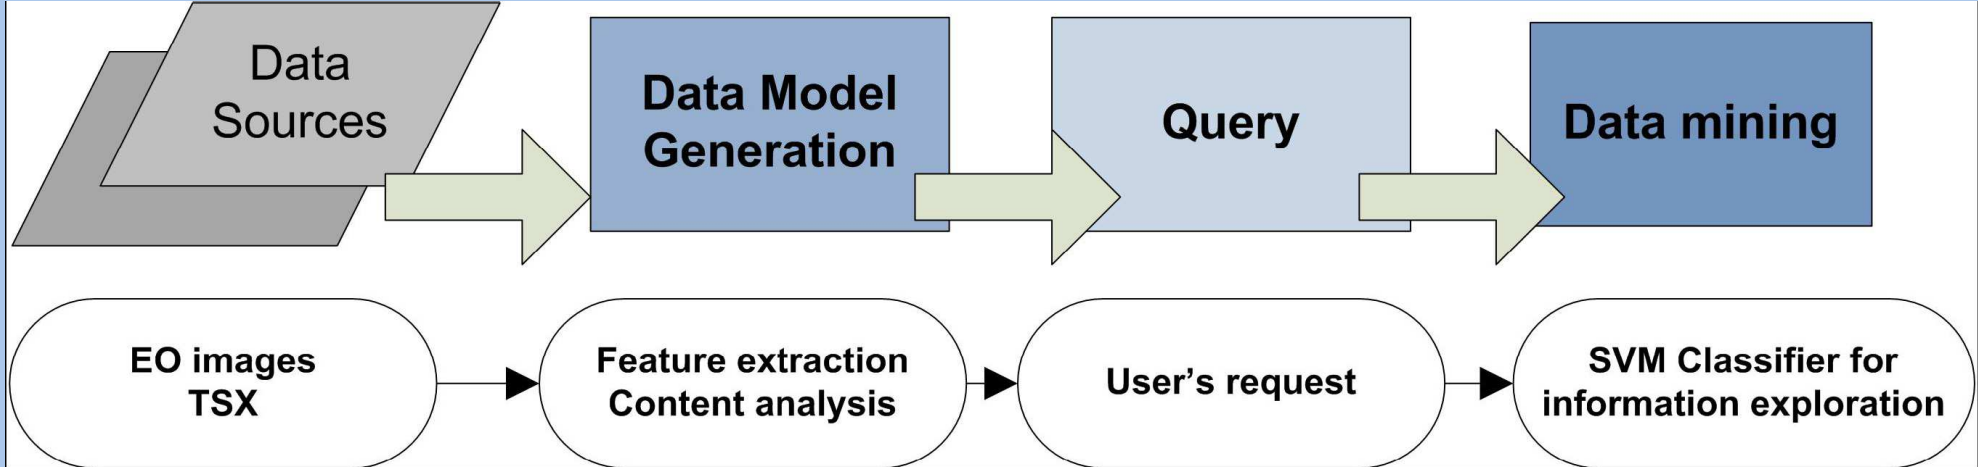 Data
Sources
Data Model
Generation
Query
Data mining
EO images
TSX
Feature extraction
Content analysis
User's request
SVM Classifier for
information exploration